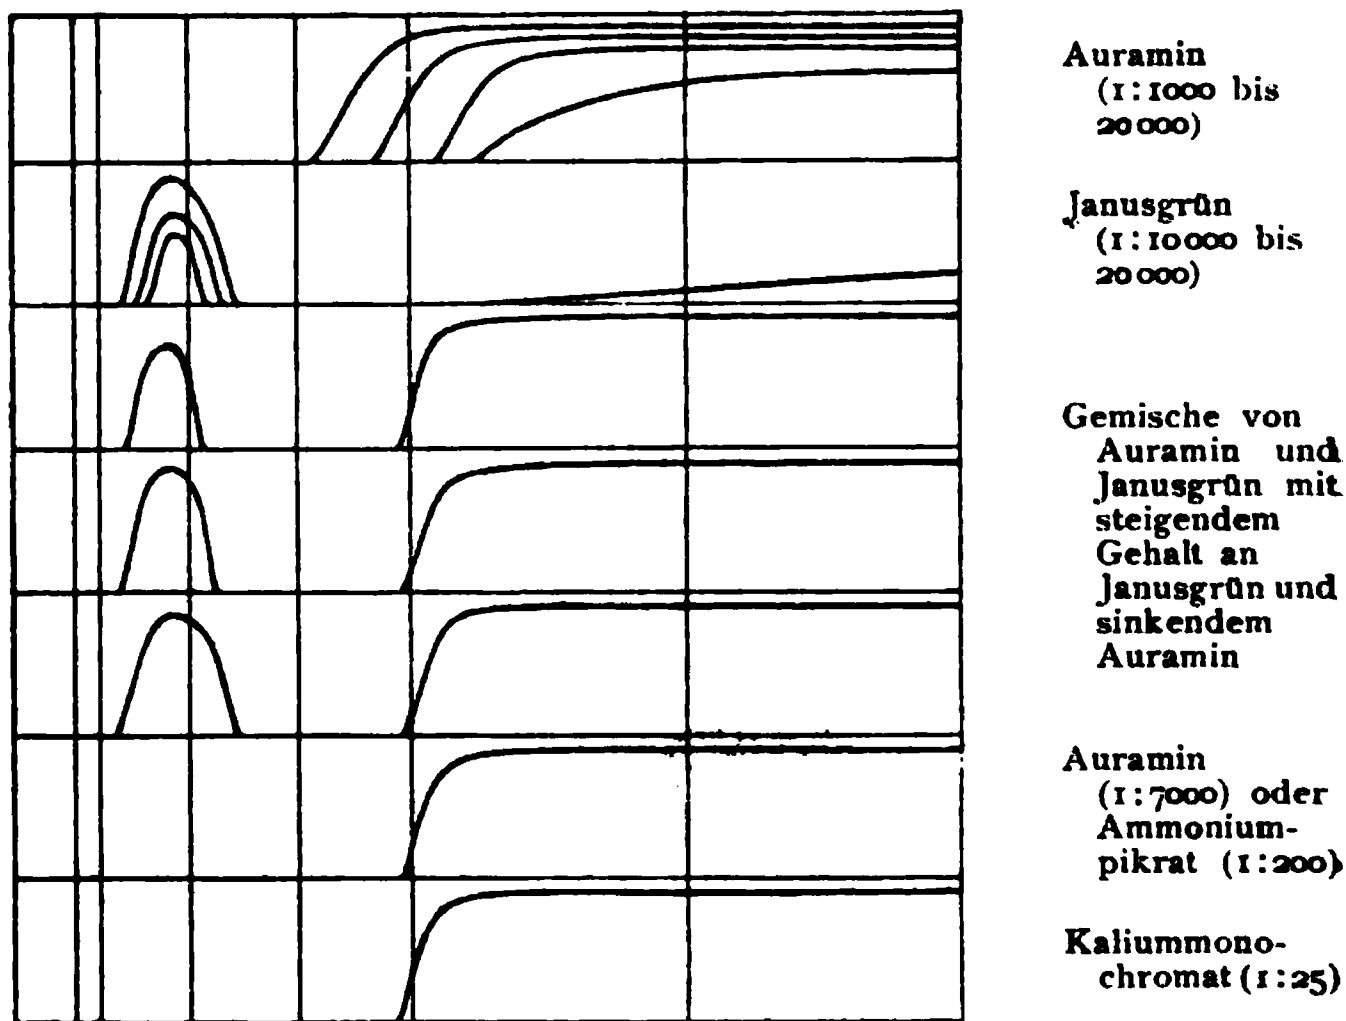 Auramin
(1:1000 bis
20000)
Janusgrün
(1:10000 bis
20000)
Gemische von
Auramin und
Janusgrün mit
steigendem
Gehalt an
Janusgrün und
sinkendem
Auramin
Auramin
(1:7000) oder
Ammonium-
pikrat (1:200)
Kaliummono-
chromat (1:25)